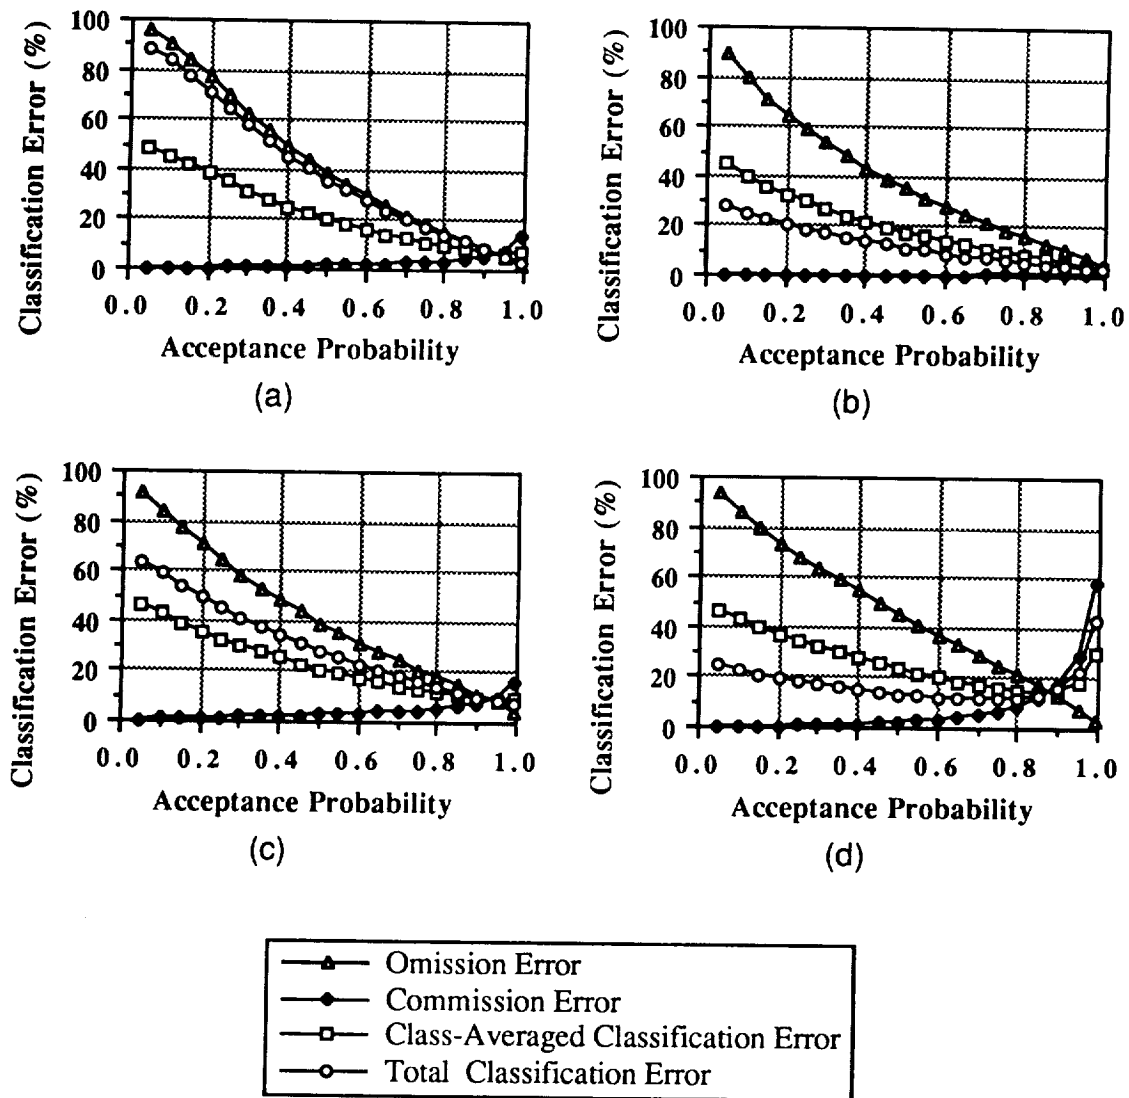 Classification Error (%)
100
80
60
40
20
0
0.0 0.2 0.4 0.6 0.8 1.0
Acceptance Probability
(a)
Classification Error (%)
100
80
60
40
20
0
0.0 0.2 0.4 0.6 0.8 1.0
Acceptance Probability
(b)
Classification Error (%)
100
80
60
40
20
0
0.0 0.2 0.4 0.6 0.8 1.0
Acceptance Probability
(c)
Classification Error (%)
100
80
60
40
20
0
0.0 0.2 0.4 0.6 0.8 1.0
Acceptance Probability
(d)
Omission Error
Commission Error
Class-Averaged Classification Error
Total Classification Error